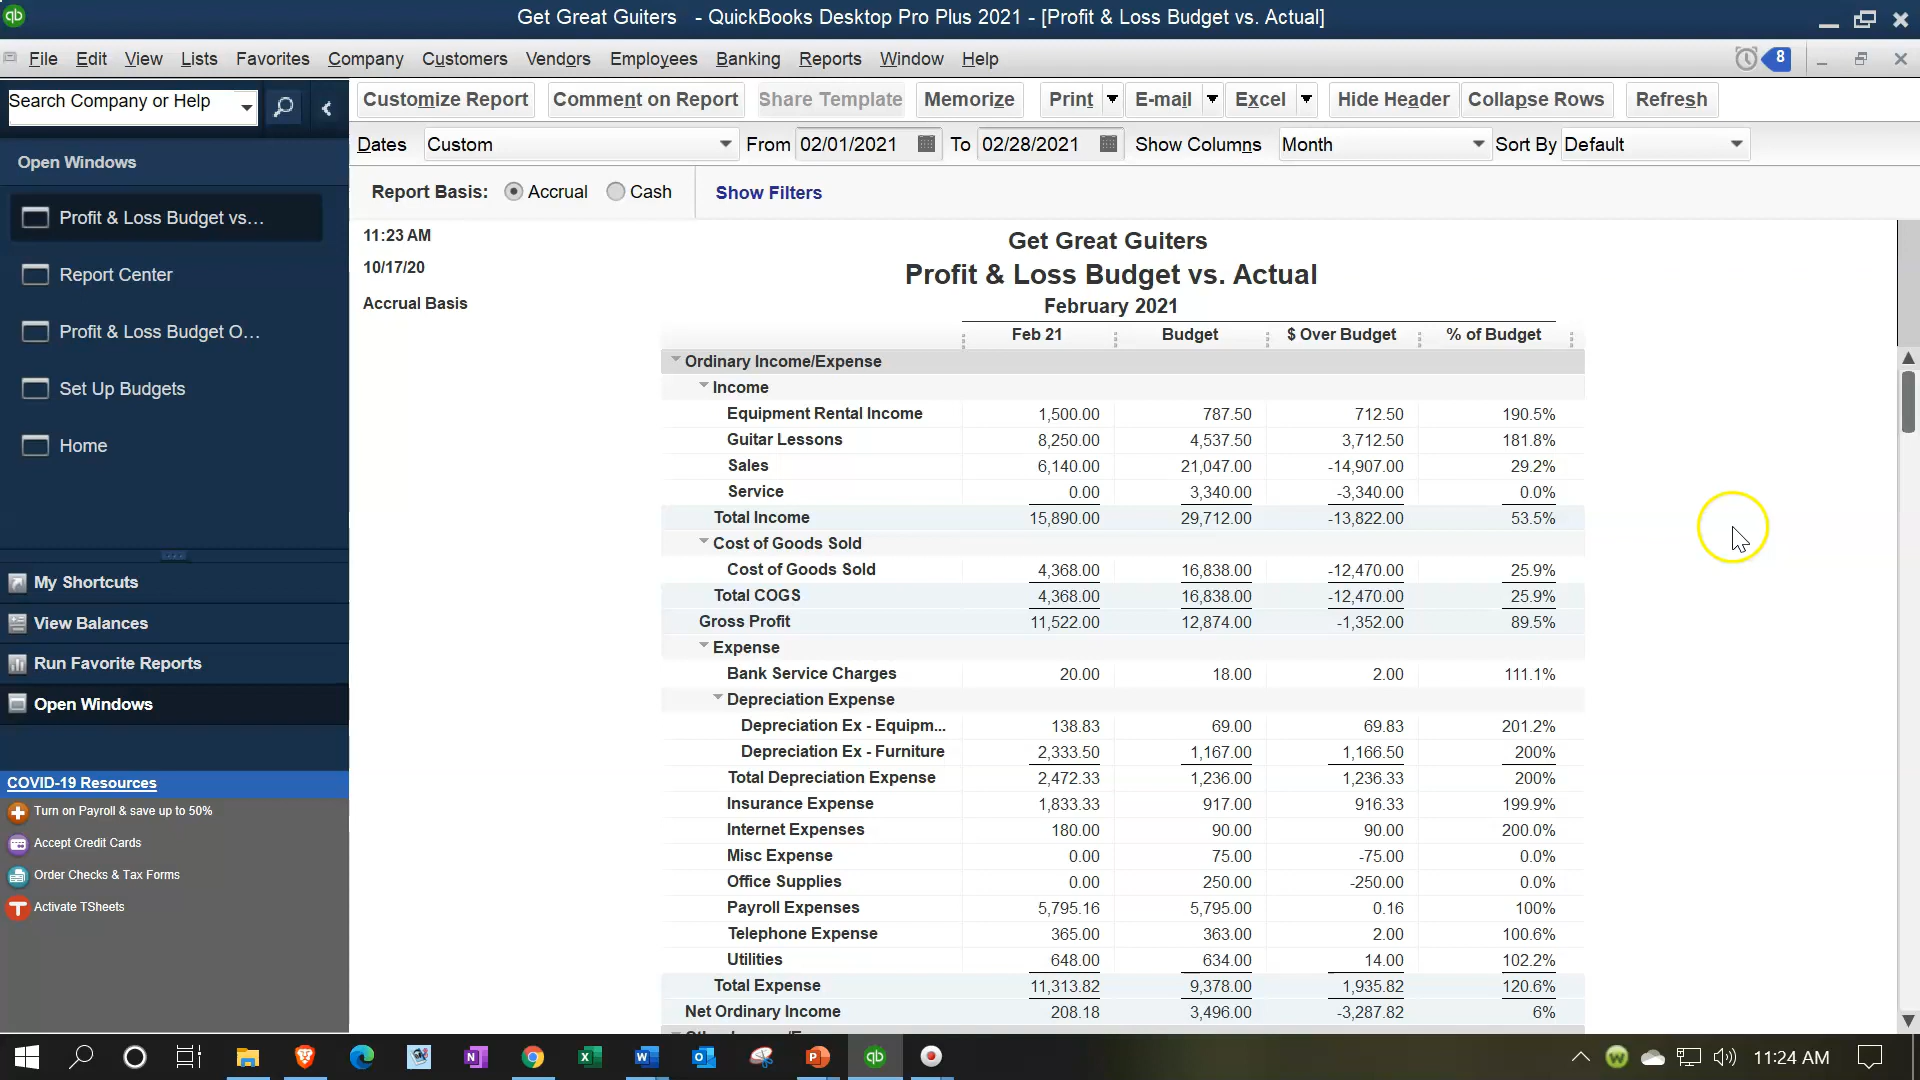 Get Great Guiters - QuickBooks Desktop Pro Plus 2021 - [Profit & Loss Budget vs. Actual]
File Edit View Lists Favorites Company Customers Vendors Employees Banking Reports Window Help 8
Search Company or Help
Customize Report Comment on Report Share Template Memorize Print E-mail Excel Hide Header Collapse Rows Refresh
Dates Custom From 02/01/2021 To 02/28/2021 Show Columns Month Sort By Default
Report Basis: Accrual Cash Show Filters
Open Windows
Profit & Loss Budget vs...
Report Center
Profit & Loss Budget O...
Set Up Budgets
Home
My Shortcuts
View Balances
Run Favorite Reports
Open Windows
COVID-19 Resources
Turn on Payroll & save up to 50%
Accept Credit Cards
Order Checks & Tax Forms
Activate TSheets
11:23 AM
10/17/20
Accrual Basis
Get Great Guiters
Profit & Loss Budget vs. Actual
February 2021
Feb 21 Budget $ Over Budget % of Budget
Ordinary Income/Expense
Income
Equipment Rental Income 1,500.00 787.50 712.50 190.5%
Guitar Lessons 8,250.00 4,537.50 3,712.50 181.8%
Sales 6,140.00 21,047.00 -14,907.00 29.2%
Service 0.00 3,340.00 -3,340.00 0.0%
Total Income 15,890.00 29,712.00 -13,822.00 53.5%
Cost of Goods Sold
Cost of Goods Sold 4,368.00 16,838.00 -12,470.00 25.9%
Total COGS 4,368.00 16,838.00 -12,470.00 25.9%
Gross Profit 11,522.00 12,874.00 -1,352.00 89.5%
Expense
Bank Service Charges 20.00 18.00 2.00 111.1%
Depreciation Expense
Depreciation Ex - Equipm... 138.83 69.00 69.83 201.2%
Depreciation Ex - Furniture 2,333.50 1,167.00 1,166.50 200%
Total Depreciation Expense 2,472.33 1,236.00 1,236.33 200%
Insurance Expense 1,833.33 917.00 916.33 199.9%
Internet Expenses 180.00 90.00 90.00 200.0%
Misc Expense 0.00 75.00 -75.00 0.0%
Office Supplies 0.00 250.00 -250.00 0.0%
Payroll Expenses 5,795.16 5,795.00 0.16 100%
Telephone Expense 365.00 363.00 2.00 100.6%
Utilities 648.00 634.00 14.00 102.2%
Total Expense 11,313.82 9,378.00 1,935.82 120.6%
Net Ordinary Income 208.18 3,496.00 -3,287.82 6%
11:24 AM